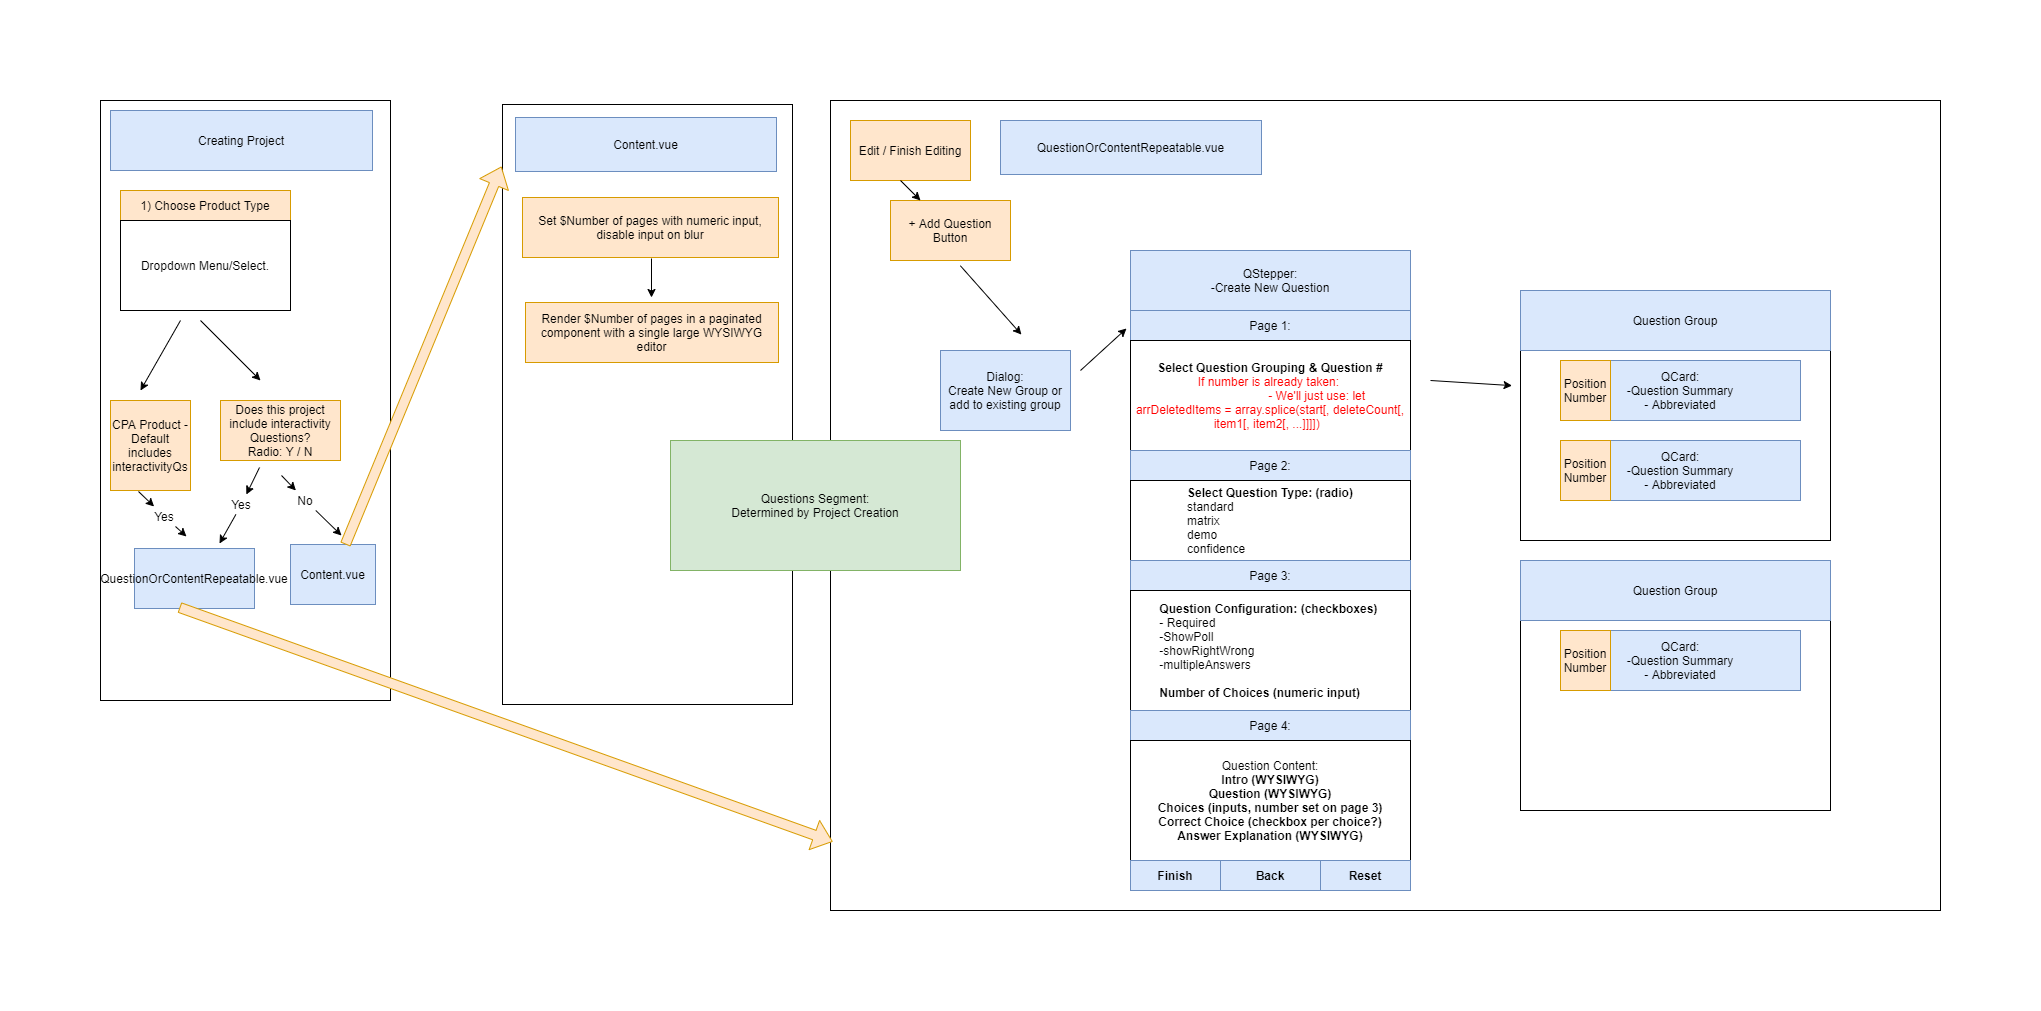 Creating Project
1) Choose Product Type
Dropdown Menu/Select.
CPA Product -
Default
includes
interactivityQs
Does this project
include interactivity
Questions?
Radio: Y / N
Yes
Yes
No
QuestionOrContentRepeatable.vue
Content.vue
Content.vue
Set $Number of pages with numeric input,
disable input on blur
Render $Number of pages in a paginated
component with a single large WYSIWYG
editor
Questions Segment:
Determined by Project Creation
Edit / Finish Editing
QuestionOrContentRepeatable.vue
+ Add Question
Button
Dialog:
Create New Group or
add to existing group
QStepper:
-Create New Question
Page 1:
Select Question Grouping & Question #
If number is already taken:
- We'll just use: let
arrDeletedItems = array.splice(start[, deleteCount[,
item1[, item2[, ...]]]])
Page 2:
Select Question Type: (radio)
standard
matrix
demo
confidence
Page 3:
Question Configuration: (checkboxes)
- Required
-ShowPoll
-showRightWrong
-multipleAnswers
Number of Choices (numeric input)
Page 4:
Question Content:
Intro (WYSIWYG)
Question (WYSIWYG)
Choices (inputs, number set on page 3)
Correct Choice (checkbox per choice?)
Answer Explanation (WYSIWYG)
Finish
Back
Reset
Question Group
Position
Number
QCard:
-Question Summary
- Abbreviated
Position
Number
QCard:
-Question Summary
- Abbreviated
Question Group
Position
Number
QCard:
-Question Summary
- Abbreviated